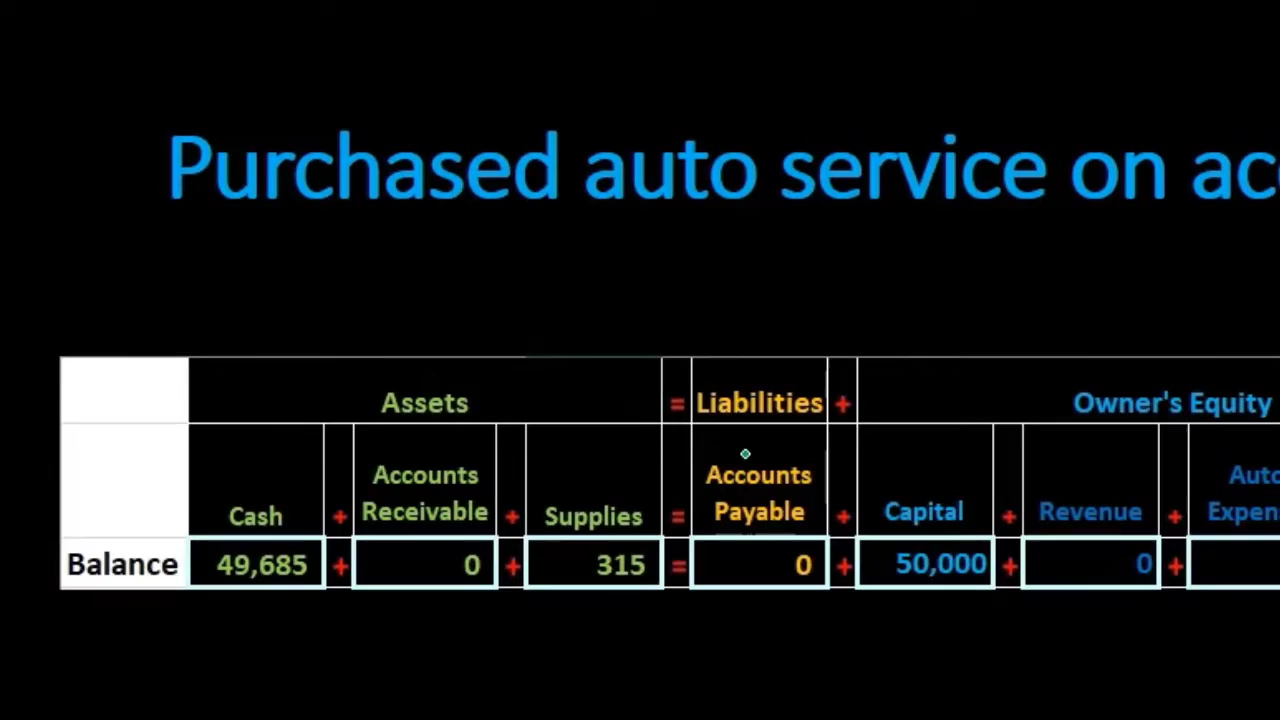 Purchased auto service on
Assets = Liabilities + Owner's Equity
Cash + Accounts Receivable + Supplies = Accounts Payable + Capital + Revenue + Auto
Balance 49,685 + 0 + 315 = 0 + 50,000 + 0 +